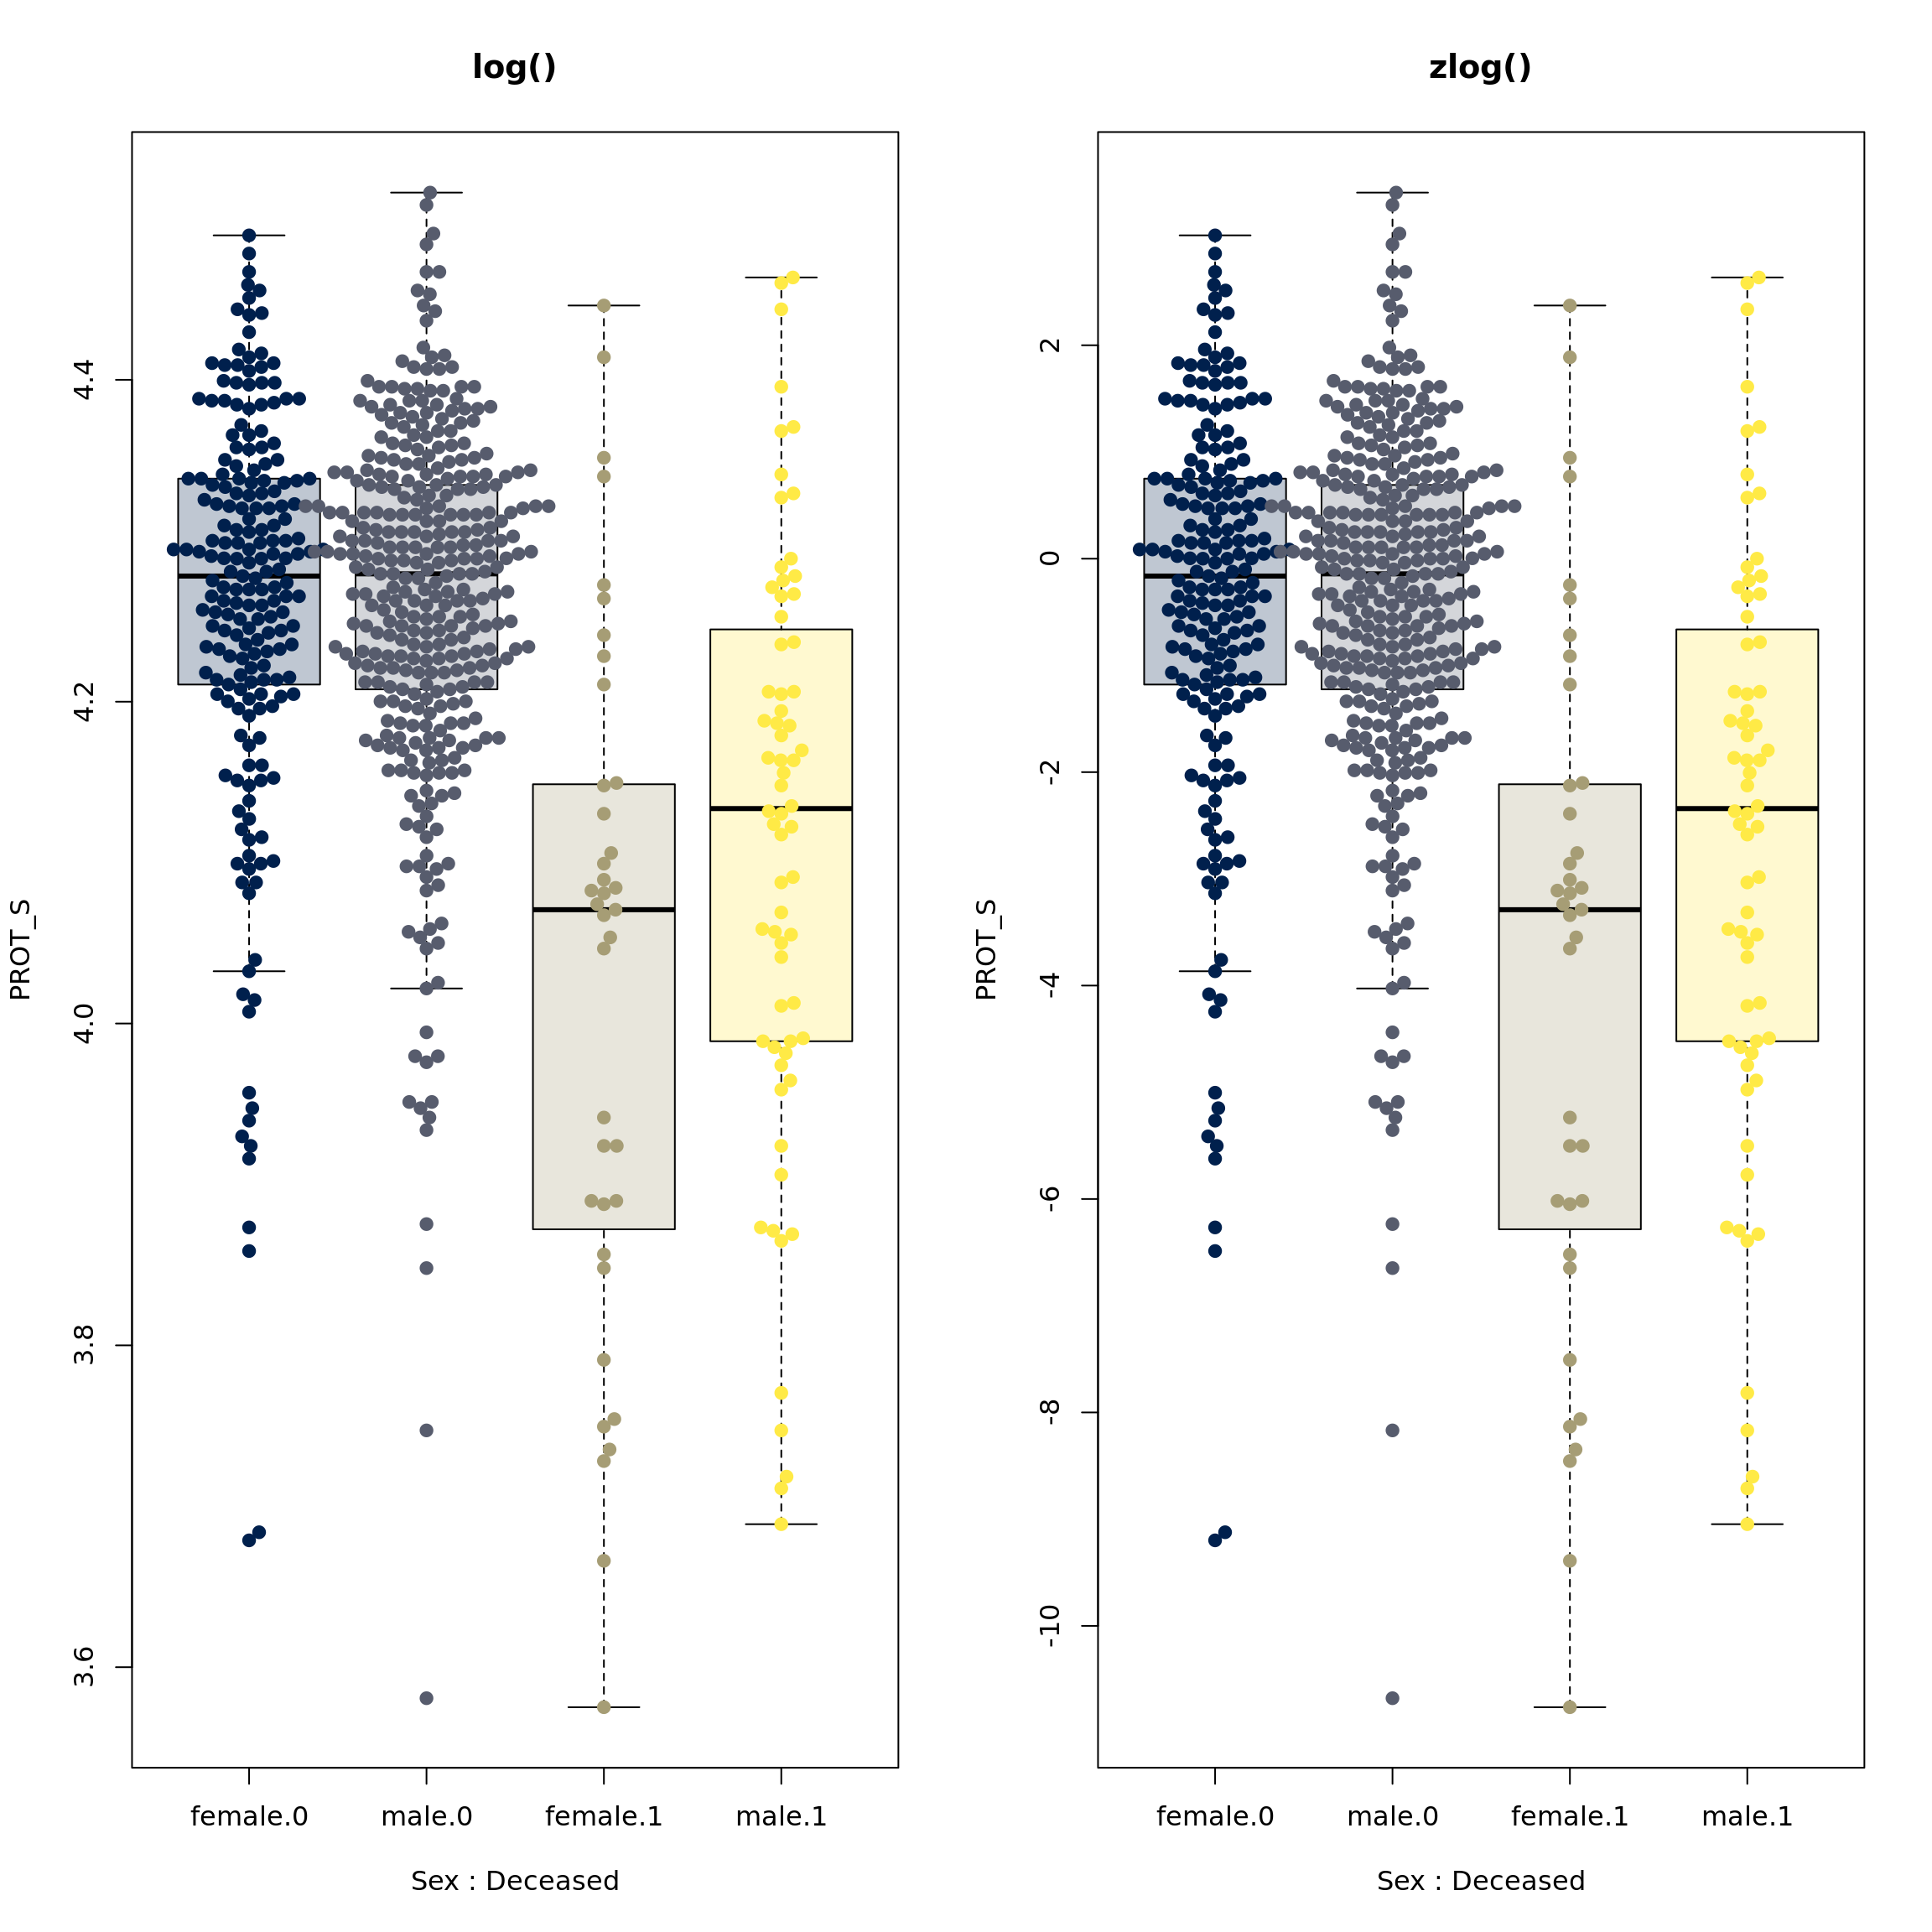 log()
PROT_S
4.4
4.2
4.0
3.8
3.6
female.0 male.0 female.1 male.1
Sex : Deceased
zlog()
PROT_S
2
0
-2
-4
-6
-8
-10
female.0 male.0 female.1 male.1
Sex : Deceased